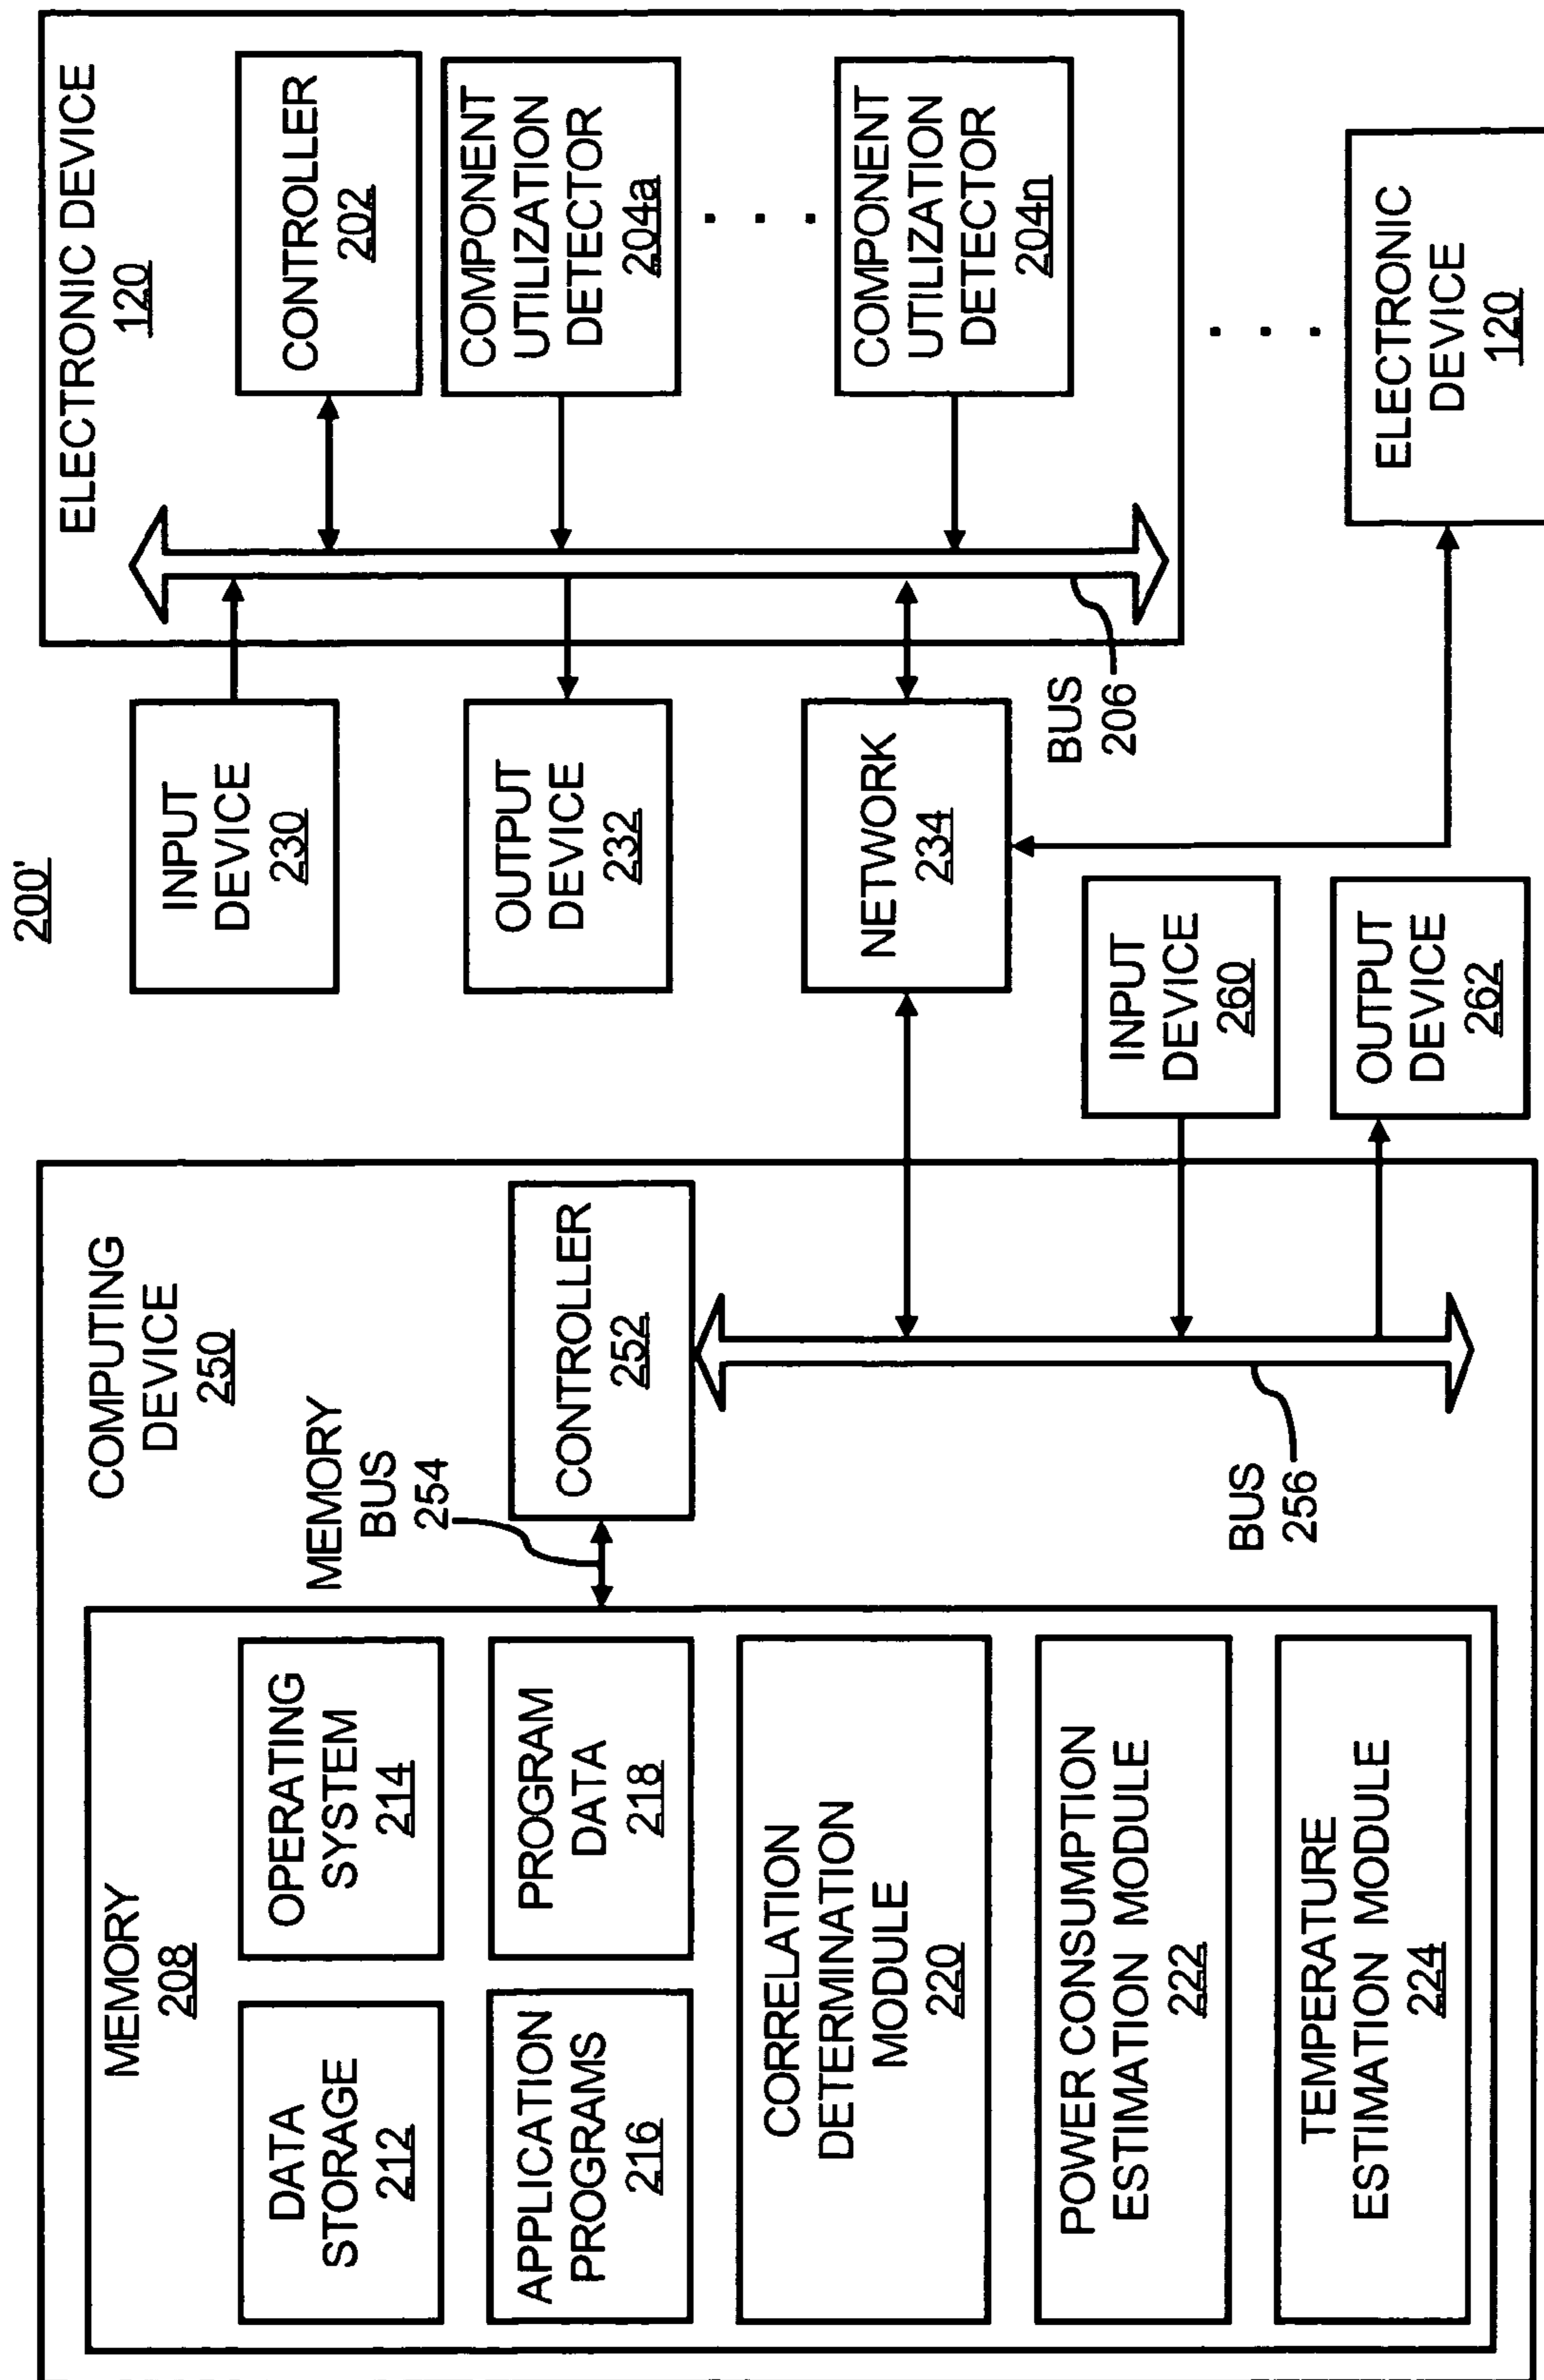 200'
COMPUTING
DEVICE
250
MEMORY
208
DATA
STORAGE
212
OPERATING
SYSTEM
214
APPLICATION
PROGRAMS
216
PROGRAM
DATA
218
CORRELATION
DETERMINATION
MODULE
220
POWER CONSUMPTION
ESTIMATION MODULE
222
TEMPERATURE
ESTIMATION MODULE
224
MEMORY
BUS
254
CONTROLLER
252
BUS
256
INPUT
DEVICE
230
OUTPUT
DEVICE
232
NETWORK
234
INPUT
DEVICE
260
OUTPUT
DEVICE
262
ELECTRONIC DEVICE
120
CONTROLLER
202
COMPONENT
UTILIZATION
DETECTOR
204a
. . .
COMPONENT
UTILIZATION
DETECTOR
204n
BUS
206
. . .
ELECTRONIC
DEVICE
120